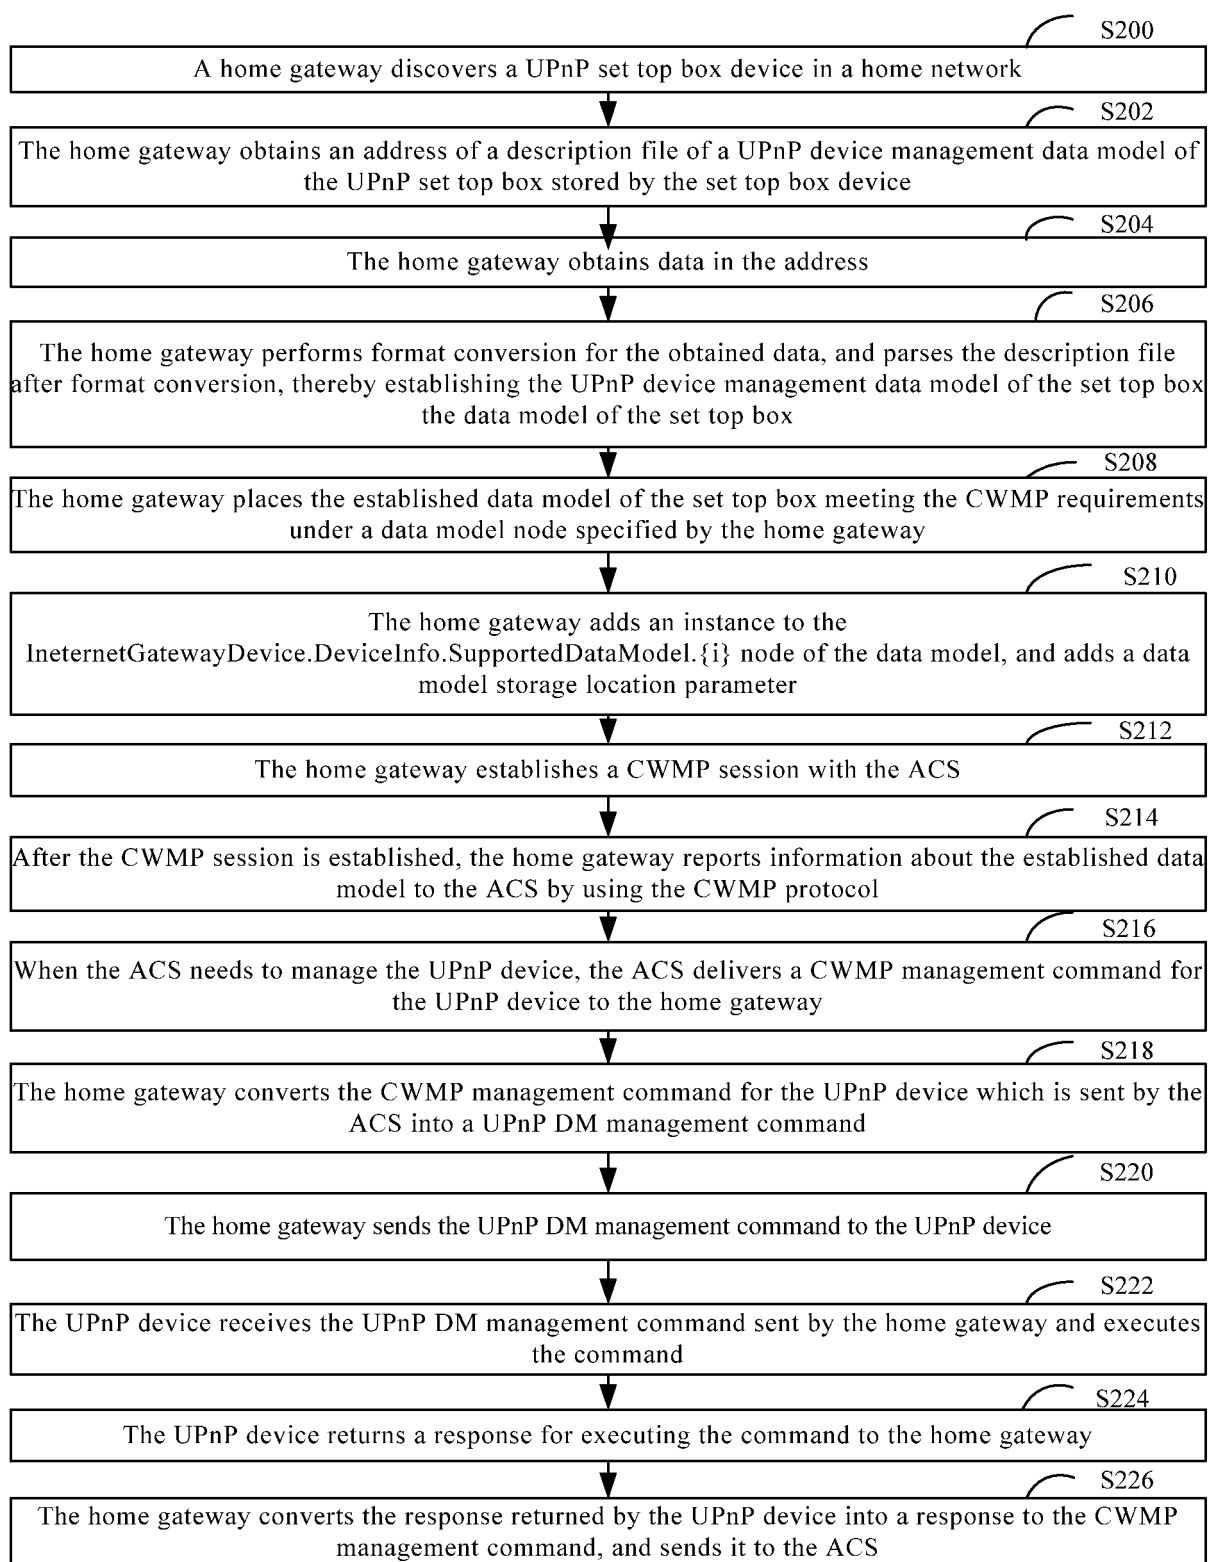 S200
A home gateway discovers a UPnP set top box device in a home network
S202
The home gateway obtains an address of a description file of a UPnP device management data model of
the UPnP set top box stored by the set top box device
S204
The home gateway obtains data in the address
S206
The home gateway performs format conversion for the obtained data, and parses the description file
after format conversion, thereby establishing the UPnP device management data model of the set top box
the data model of the set top box
S208
The home gateway places the established data model of the set top box meeting the CWMP requirements
under a data model node specified by the home gateway
S210
The home gateway adds an instance to the
IneternetGatewayDevice.DeviceInfo.SupportedDataModel.{i} node of the data model, and adds a data
model storage location parameter
S212
The home gateway establishes a CWMP session with the ACS
S214
After the CWMP session is established, the home gateway reports information about the established data
model to the ACS by using the CWMP protocol
S216
When the ACS needs to manage the UPnP device, the ACS delivers a CWMP management command for
the UPnP device to the home gateway
S218
The home gateway converts the CWMP management command for the UPnP device which is sent by the
ACS into a UPnP DM management command
S220
The home gateway sends the UPnP DM management command to the UPnP device
S222
The UPnP device receives the UPnP DM management command sent by the home gateway and executes
the command
S224
The UPnP device returns a response for executing the command to the home gateway
S226
The home gateway converts the response returned by the UPnP device into a response to the CWMP
management command, and sends it to the ACS